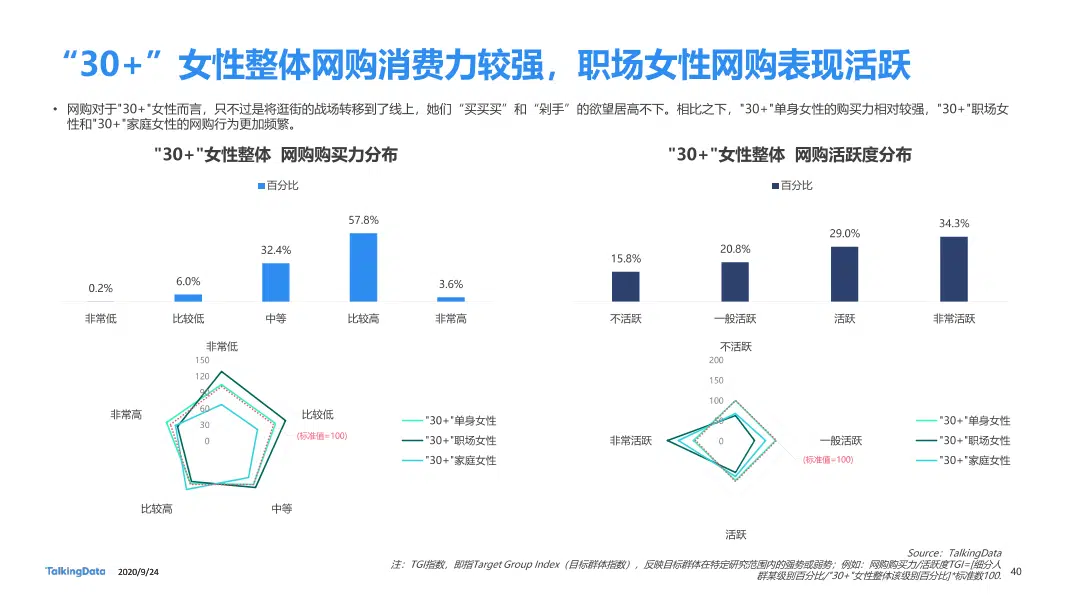 “30+”女性整体网购消费力较强，职场女性网购表现活跃
• 网购对于"30+"女性而言，只不过是将逛街的战场转移到了线上，她们“买买买”和“剁手”的欲望居高不下。相比之下，"30+"单身女性的购买力相对较强，"30+"职场女
性和"30+"家庭女性的网购行为更加频繁。
"30+"女性整体 网购购买力分布
百分比
57.8%
32.4%
6.0%
3.6%
0.2%
非常低 比较低 中等 比较高 非常高
"30+"女性整体 网购活跃度分布
百分比
34.3%
29.0%
20.8%
15.8%
不活跃 一般活跃 活跃 非常活跃
非常低
150
120
90
60
30
0
非常高
比较低
(标准值=100)
比较高
中等
"30+"单身女性
"30+"职场女性
"30+"家庭女性
不活跃
200
150
100
50
0
非常活跃
一般活跃
(标准值=100)
活跃
"30+"单身女性
"30+"职场女性
"30+"家庭女性
Source：TalkingData
注：TGI指数，即指Target Group Index（目标群体指数），反映目标群体在特定研究范围内的强势或弱势；例如：网购购买力/活跃度TGI=[细分人
群某级别百分比/"30+"女性整体该级别百分比]*标准数100.
TalkingData 2020/9/24
40